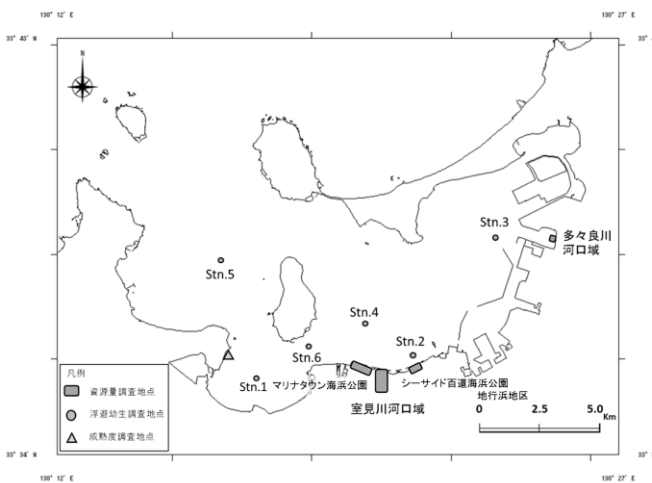 130° 12' E
130° 27' E
33° 43' N
33° 43' N
N
Stn.3
多々良川
河口域
Stn.5
Stn.4
Stn.2
Stn.6
Stn.1
マリナタウン海浜公園
シーサイド百道海浜公園
地行浜地区
室見川河口域
凡例
資源量調査地点
浮遊幼生調査地点
成熟度調査地点
0 2.5 5.0
Km
33° 34' N
33° 34' N
130° 12' E
130° 27' E